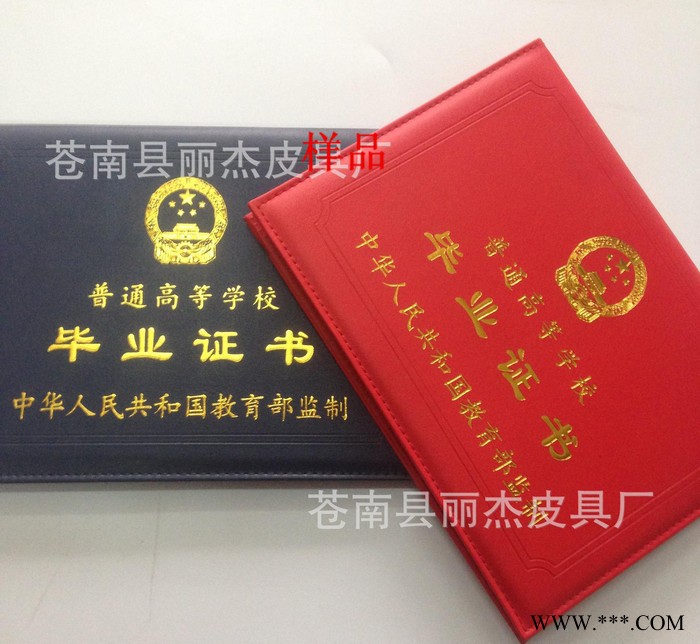 样品
苍南县丽杰皮具厂
普通高等学校
毕业证书
中华人民共和国教育部监制
普通高等学校
毕业证书
中华人民共和国教育部监制
苍南县丽杰皮具厂
WWW.***.COM